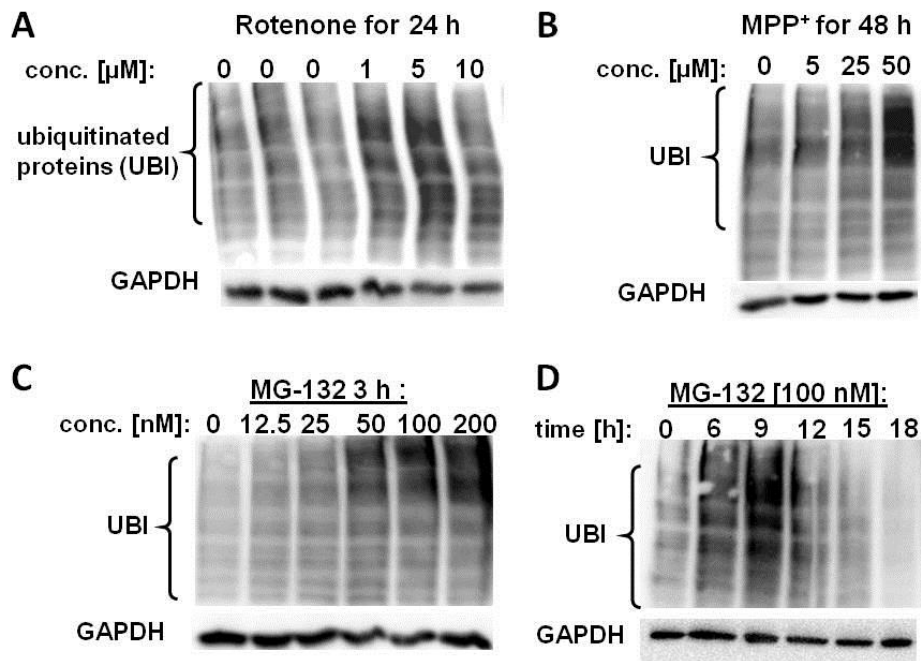 A
Rotenone for 24 h
conc. [µM]: 0 0 0 1 5 10
ubiquitinated
proteins (UBI)
GAPDH
B
MPP⁺ for 48 h
conc. [µM]: 0 5 25 50
UBI
GAPDH
C
MG-132 3 h :
conc. [nM]: 0 12.5 25 50 100 200
UBI
GAPDH
D
MG-132 [100 nM]:
time [h]: 0 6 9 12 15 18
UBI
GAPDH